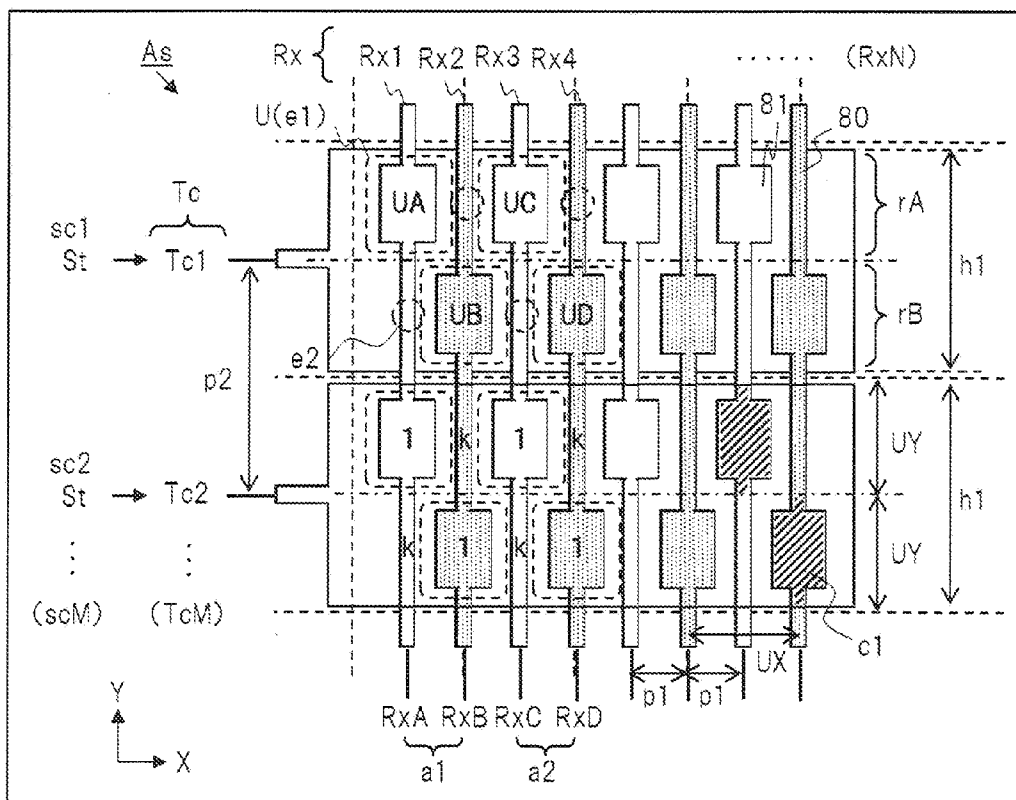 As
Rx
Rx1 Rx2 Rx3 Rx4 ...... (RxN)
U(e1)
81 80
Tc
sc1
St Tc1
UA UC
rA
h1
UB UD
rB
e2
p2
1 k 1 k
UY
sc2
St Tc2
h1
k 1 k 1
UY
(scM) (TcM)
UX
c1
p1 p1
RxA RxB RxC RxD
a1 a2
Y
X